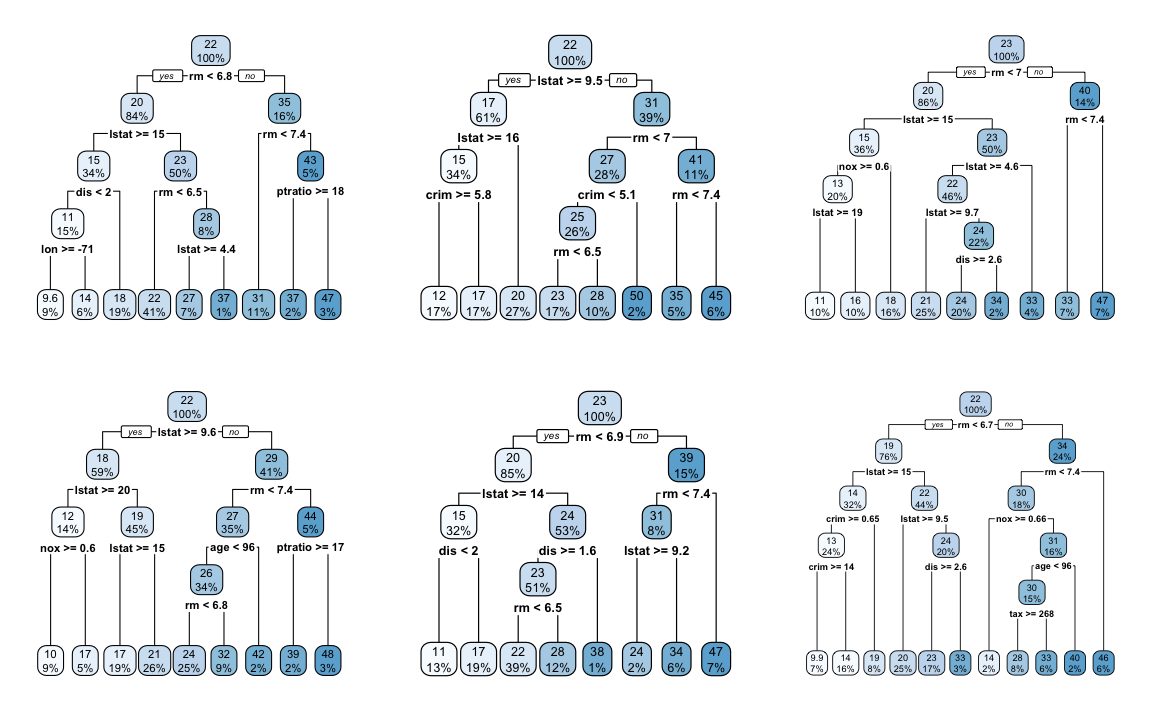 22
100%
yes rm < 6.8 no
20
84%
35
16%
lstat >= 15
rm < 7.4
15
34%
23
50%
43
5%
dis < 2
rm < 6.5
ptratio >= 18
11
15%
28
8%
lon >= -71
lstat >= 4.4
9.6 14 18 22 27 37 31 37 47
9% 6% 19% 41% 7% 1% 11% 2% 3%
22
100%
yes lstat >= 9.5 no
17
61%
31
39%
lstat >= 16
rm < 7
15
34%
27
28%
41
11%
crim >= 5.8
crim < 5.1
rm < 7.4
25
26%
rm < 6.5
12 17 20 23 28 50 35 45
17% 17% 27% 17% 10% 2% 5% 6%
23
100%
yes rm < 7 no
20
86%
40
14%
lstat >= 15
rm < 7.4
15
36%
23
50%
nox >= 0.6
lstat >= 4.6
13
20%
22
46%
lstat >= 19
lstat >= 9.7
24
22%
dis >= 2.6
11 16 18 21 24 34 33 33 47
10% 10% 16% 25% 20% 2% 4% 7% 7%
22
100%
yes lstat >= 9.6 no
18
59%
29
41%
lstat >= 20
rm < 7.4
12
14%
19
45%
27
35%
44
5%
nox >= 0.6
lstat >= 15
age < 96
ptratio >= 17
26
34%
rm < 6.8
10 17 17 21 24 32 42 39 48
9% 5% 19% 26% 25% 9% 2% 2% 3%
23
100%
yes rm < 6.9 no
20
85%
39
15%
lstat >= 14
rm < 7.4
15
32%
24
53%
31
8%
dis < 2
dis >= 1.6
lstat >= 9.2
23
51%
rm < 6.5
11 17 22 28 38 24 34 47
13% 19% 39% 12% 1% 2% 6% 7%
22
100%
yes rm < 6.7 no
19
76%
34
24%
lstat >= 15
rm < 7.4
14
32%
22
44%
30
18%
crim >= 0.65
lstat >= 9.5
nox >= 0.66
13
24%
24
20%
31
16%
crim >= 14
dis >= 2.6
age < 96
30
15%
tax >= 268
9.9 14 19 20 23 33 14 28 33 40 46
7% 16% 8% 25% 17% 3% 2% 8% 6% 2% 6%